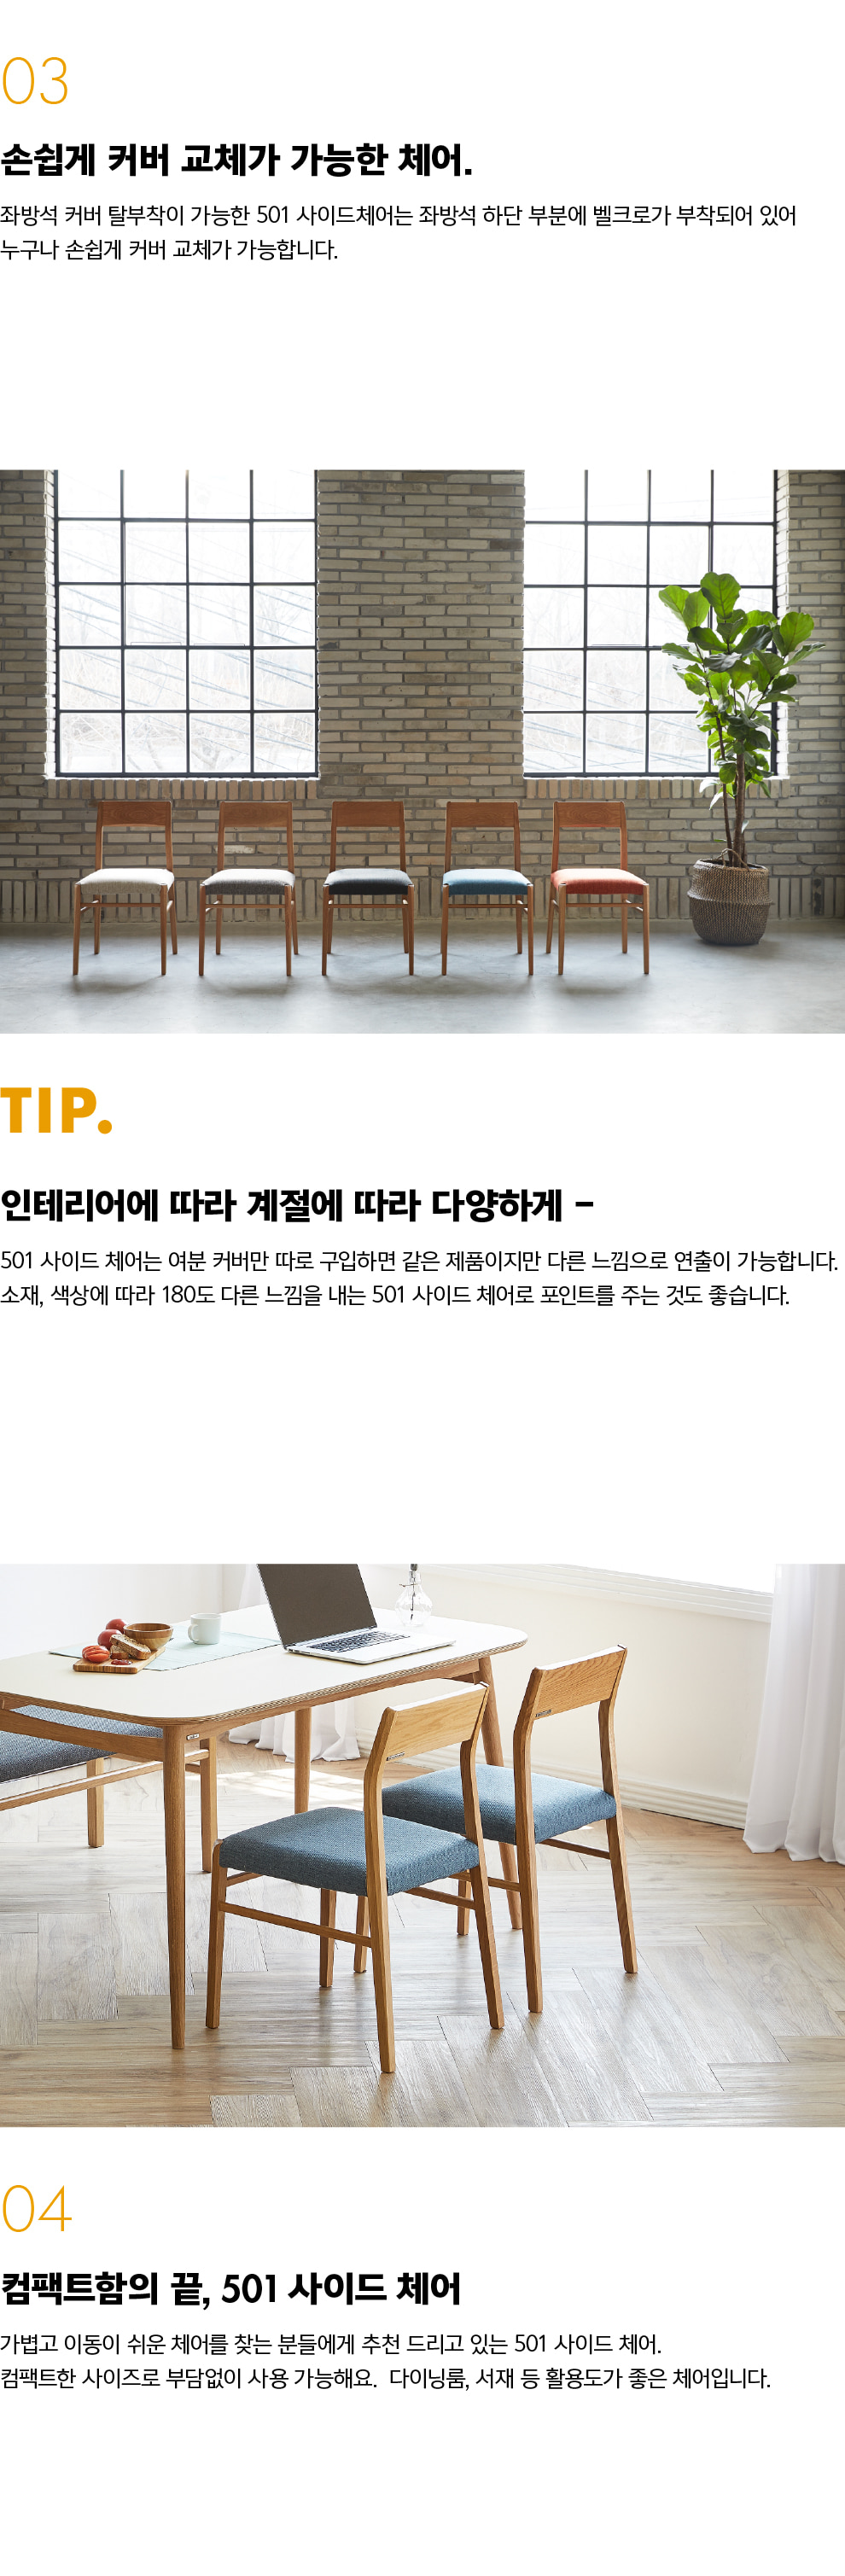 03
손쉽게 커버 교체가 가능한 체어.
좌방석 커버 탈부착이 가능한 501 사이드체어는 좌방석 하단 부분에 벨크로가 부착되어 있어
누구나 손쉽게 커버 교체가 가능합니다.
TIP.
인테리어에 따라 계절에 따라 다양하게 –
501 사이드 체어는 여분 커버만 따로 구입하면 같은 제품이지만 다른 느낌으로 연출이 가능합니다.
소재, 색상에 따라 180도 다른 느낌을 내는 501 사이드 체어로 포인트를 주는 것도 좋습니다.
04
컴팩트함의 끝, 501 사이드 체어
가볍고 이동이 쉬운 체어를 찾는 분들에게 추천 드리고 있는 501 사이드 체어.
컴팩트한 사이즈로 부담없이 사용 가능해요. 다이닝룸, 서재 등 활용도가 좋은 체어입니다.